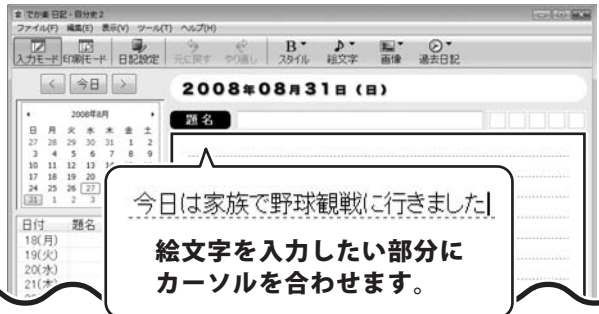 でか楽 日記・自分史2
ファイル(F) 編集(E) 表示(V) ツール(T) ヘルプ(H)
入力モード 印刷モード 日記設定 元に戻す やり直し スタイル 絵文字 画像 過去日記
< 今日 >
2008年08月31日（日）
2008年8月
題名
日 月 火 水 木 金 土
27 28 29 30 31 1 2
3 4 5 6 7 8 9
10 11 12 13
17 18 19 20
24 25 26 27
31 1 2 3
今日は家族で野球観戦に行きました
日付 題名
18(月)
19(火)
20(水)
21(木)
絵文字を入力したい部分に
カーソルを合わせます。